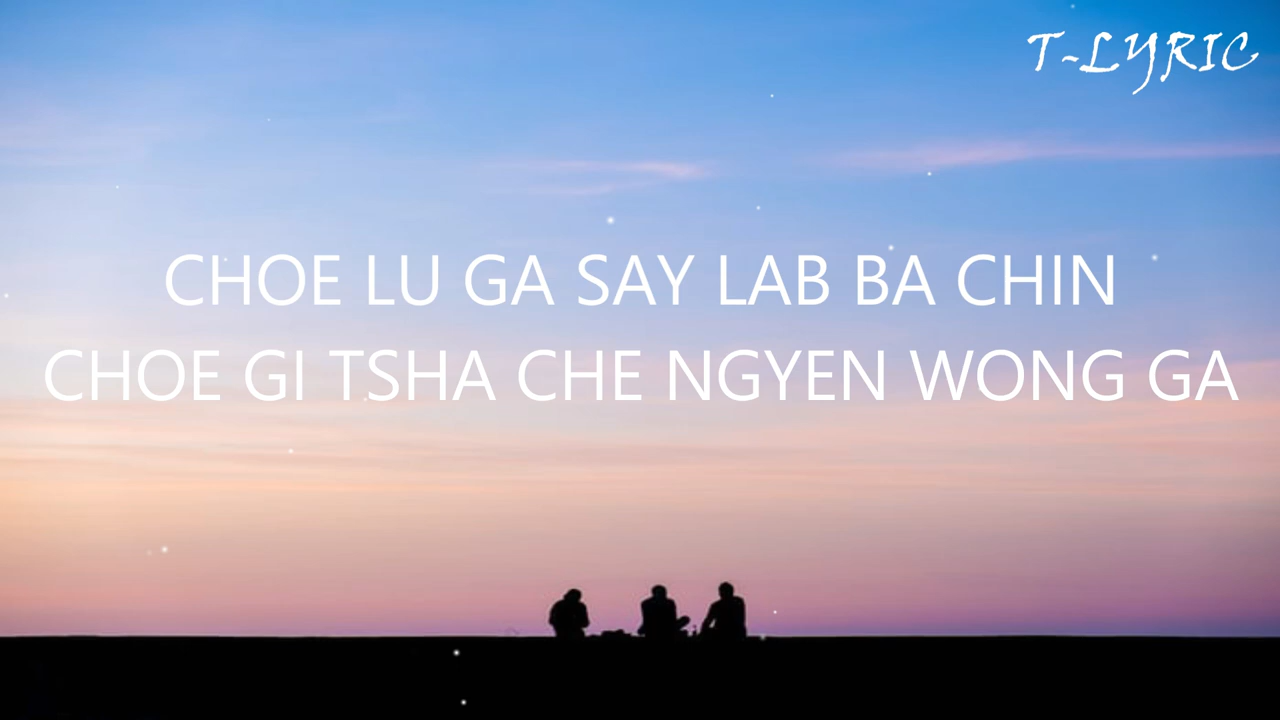 T~LYRIC
CHOE LU GA SAY LAB BA CHIN
CHOE GI TSHA CHE NGYEN WONG GA